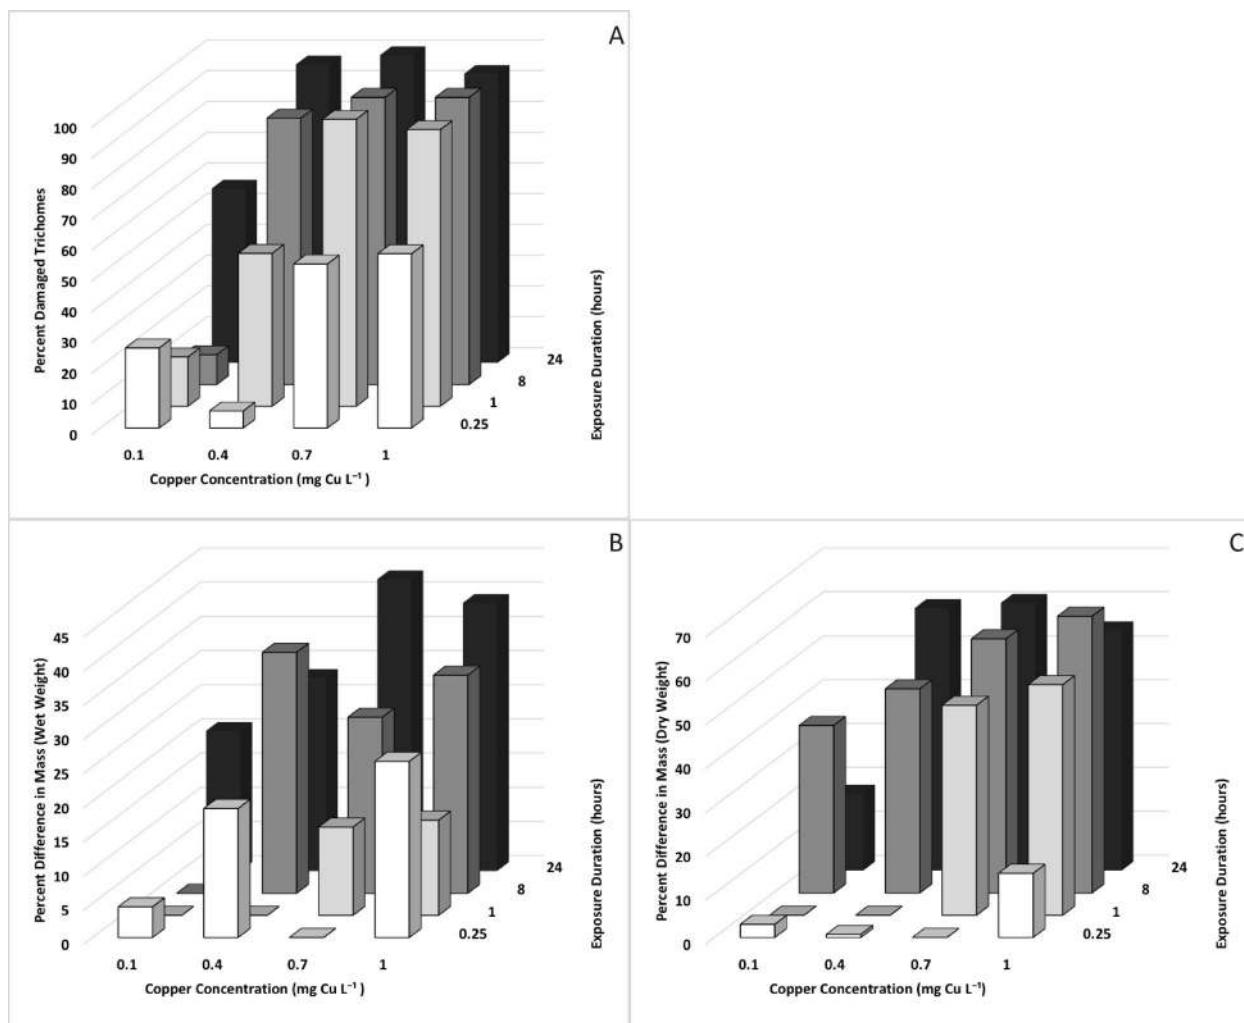 A
100
90
80
70
60
50
40
30
20
10
0
Percent Damaged Trichomes
0.1 0.4 0.7 1
Copper Concentration (mg Cu L⁻¹ )
0.25
1
8
24
Exposure Duration (hours)
B
45
40
35
30
25
20
15
10
5
0
Percent Difference in Mass (Wet Weight)
0.1 0.4 0.7 1
Copper Concentration (mg Cu L⁻¹ )
0.25
1
8
24
Exposure Duration (hours)
C
70
60
50
40
30
20
10
0
Percent Difference in Mass (Dry Weight)
0.1 0.4 0.7 1
Copper Concentration (mg Cu L⁻¹)
0.25
1
8
24
Exposure Duration (hours)